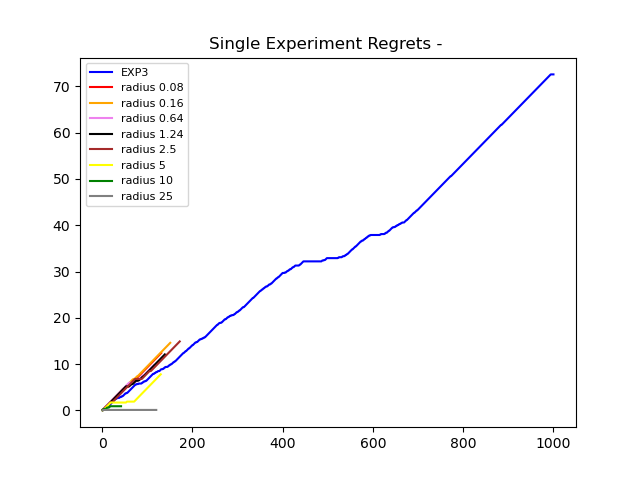 Single Experiment Regrets -
EXP3
radius 0.08
radius 0.16
radius 0.64
radius 1.24
radius 2.5
radius 5
radius 10
radius 25
70
60
50
40
30
20
10
0
0 200 400 600 800 1000